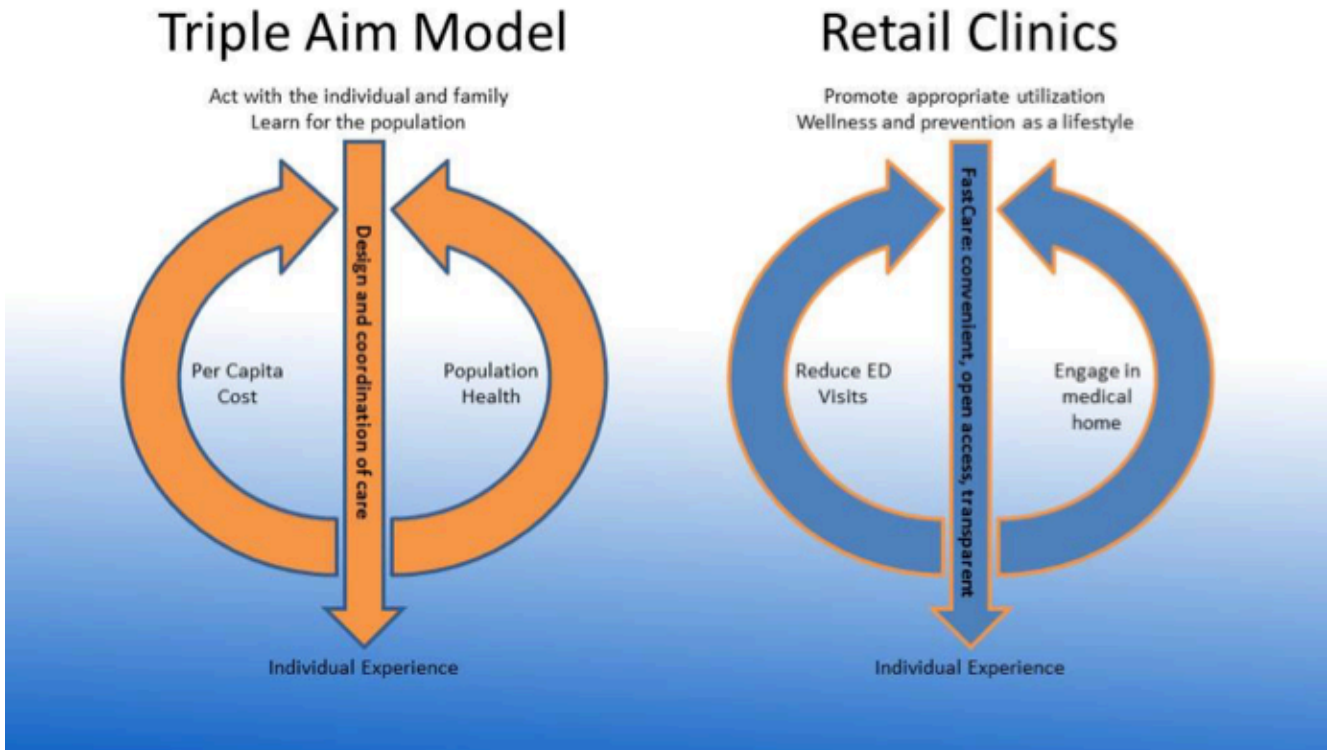 Triple Aim Model
Act with the individual and family
Learn for the population
Design and coordination of care
Per Capita
Cost
Population
Health
Individual Experience
Retail Clinics
Promote appropriate utilization
Wellness and prevention as a lifestyle
FastCare: convenient, open access, transparent
Reduce ED
Visits
Engage in
medical
home
Individual Experience